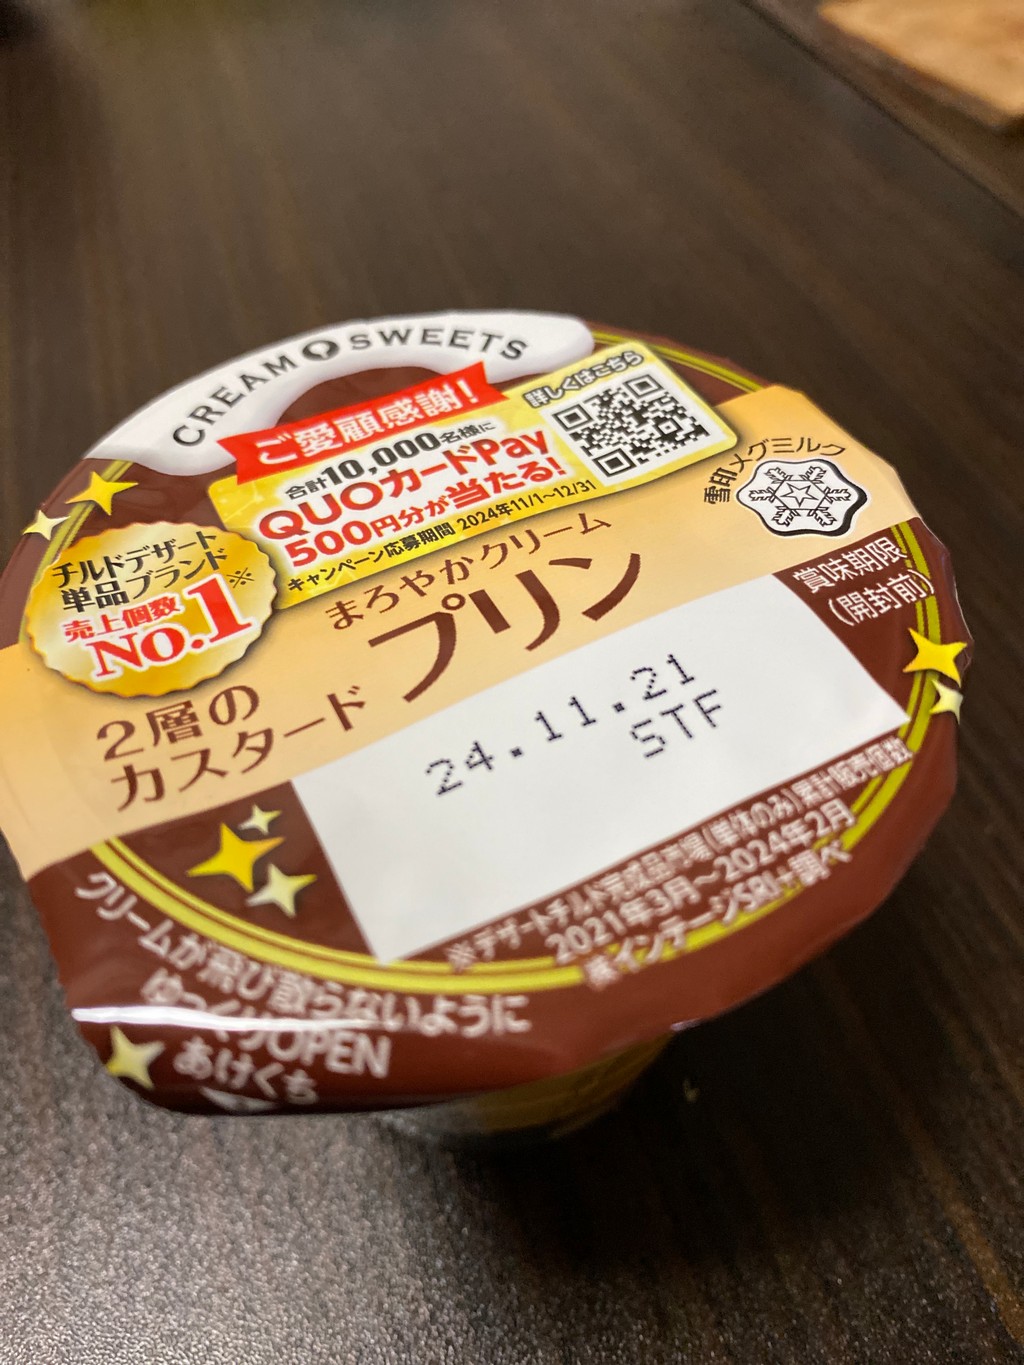 CREAM SWEETS
ご愛顧感謝!
合計10,000名様に
QUOカードPay
500円分が当たる!
キャンペーン応募期間 2024年11/1~12/31
詳しくはこちら
雪印メグミルク
チルドデザート
単品ブランド※
売上個数
No.1
まろやかクリーム
プリン
2層の
カスタード
賞味期限
(開封前)
24.11.21
STF
※デザートチルド完成品市場(単体のみ)累計販売個数
2021年3月~2024年2月
インテージSRI+調べ
クリームが飛び散らないように
ゆっくりOPEN
あけくち